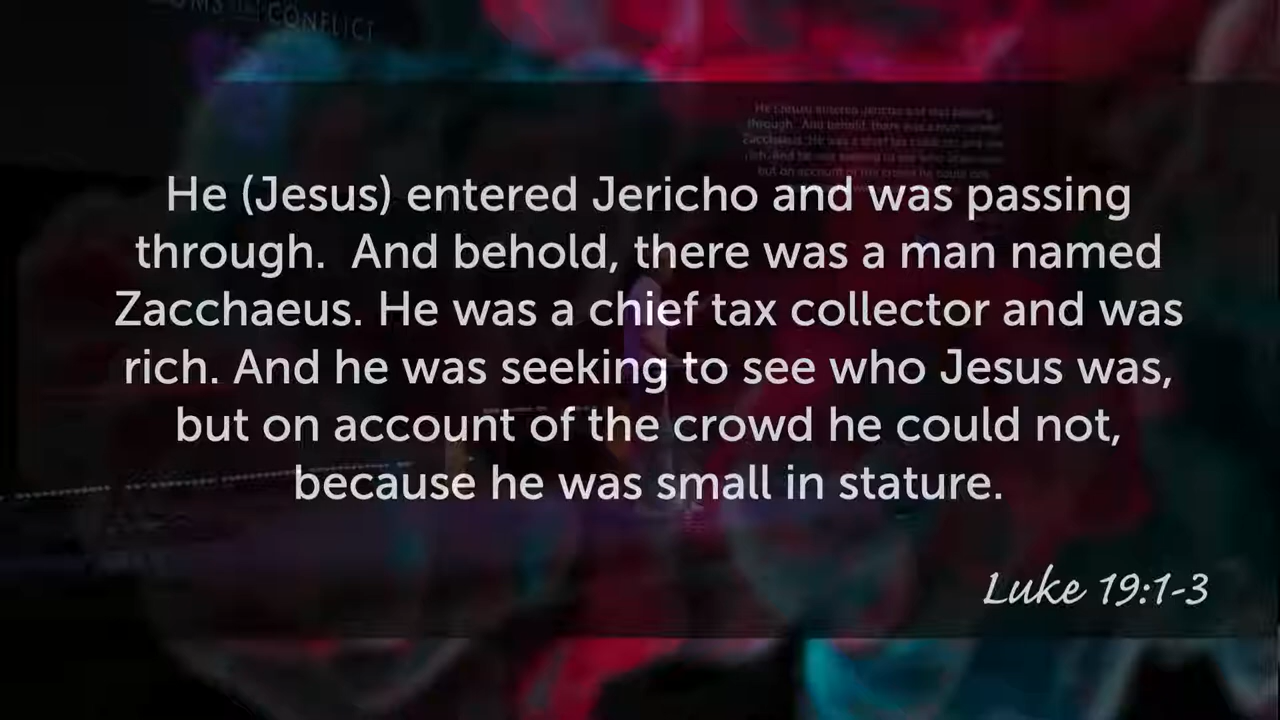 CONFLICT
He (Jesus) entered Jericho and was passing
through. And behold, there was a man named
Zacchaeus. He was a chief tax collector and was
rich. And he was seeking to see who Jesus was,
but on account of the crowd he could not,
because he was small in stature.
Luke 19:1-3